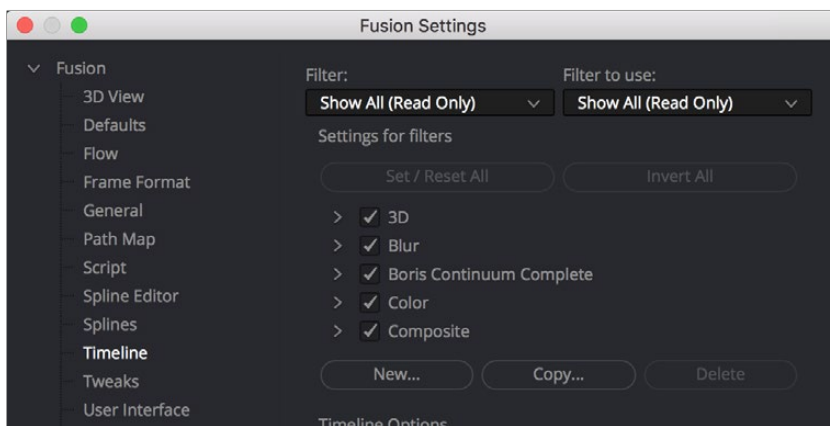 Fusion Settings
Fusion
3D View
Defaults
Flow
Frame Format
General
Path Map
Script
Spline Editor
Splines
Timeline
Tweaks
User Interface
Filter:
Filter to use:
Show All (Read Only)
Show All (Read Only)
Settings for filters
Set / Reset All
Invert All
3D
Blur
Boris Continuum Complete
Color
Composite
New...
Copy...
Delete
Timeline Options